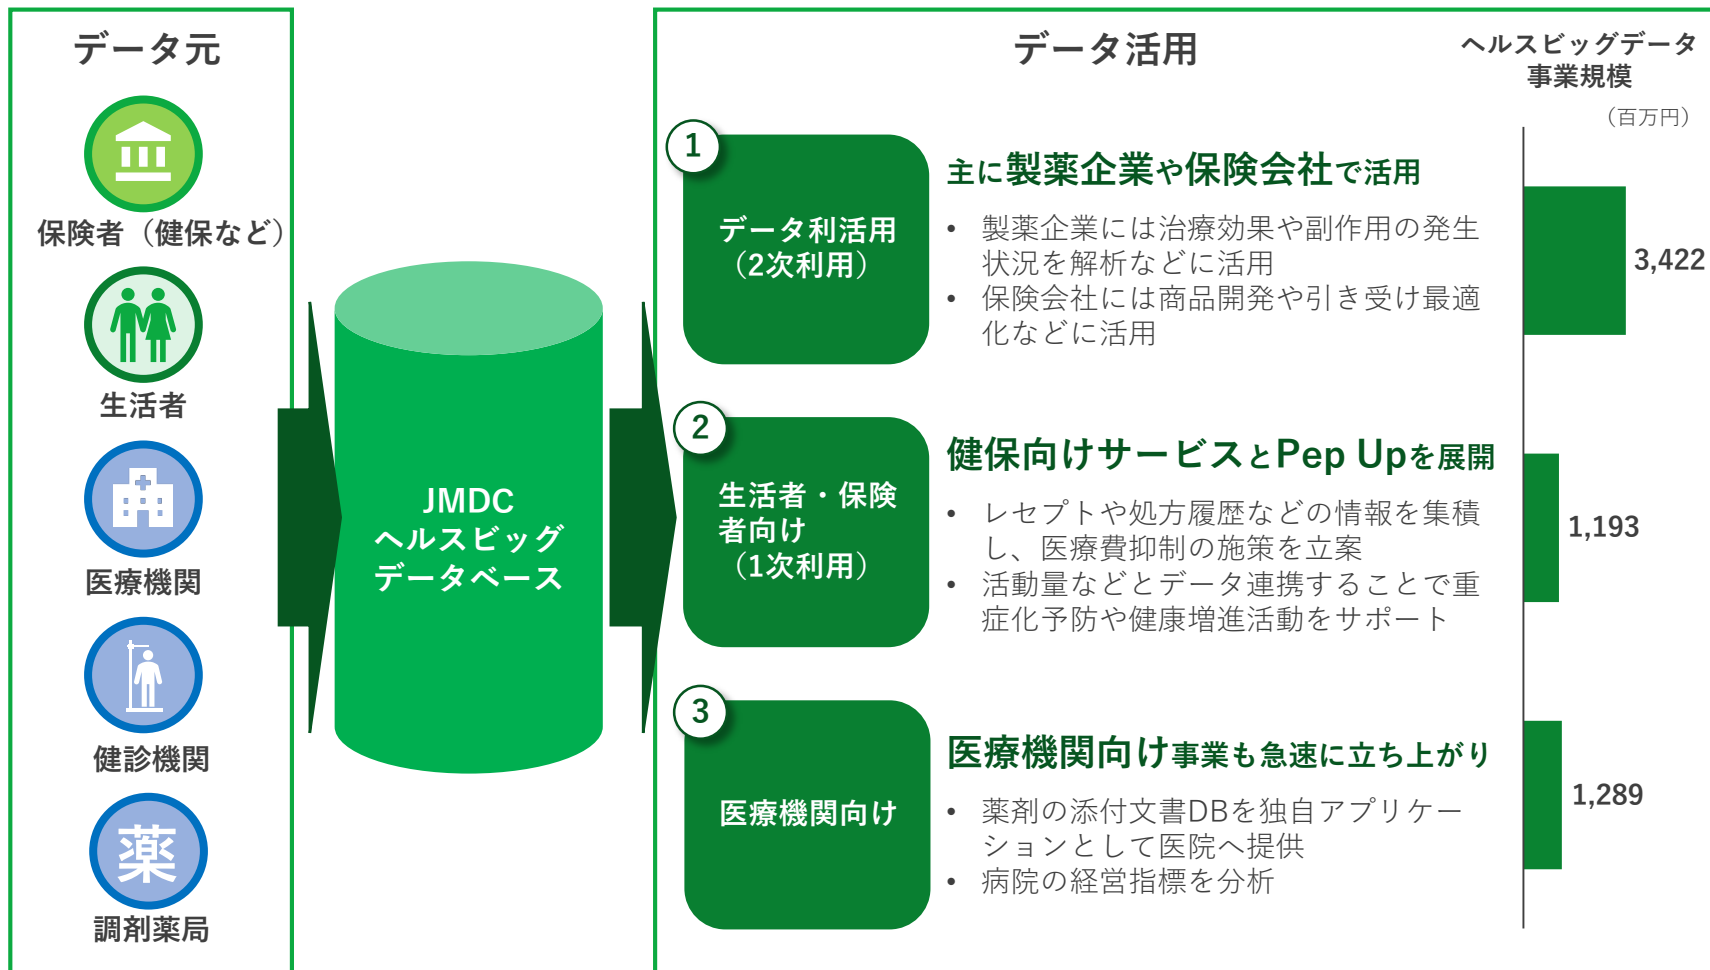 データ元
保険者（健保など）
生活者
医療機関
健診機関
薬
調剤薬局
JMDC
ヘルスビッグ
データベース
データ活用
ヘルスビッグデータ
事業規模
（百万円）
1
データ利活用
（2次利用）
主に製薬企業や保険会社で活用
• 製薬企業には治療効果や副作用の発生
状況を解析などに活用
• 保険会社には商品開発や引き受け最適
化などに活用
3,422
2
生活者・保険
者向け
（1次利用）
健保向けサービスとPep Upを展開
• レセプトや処方履歴などの情報を集積
し、医療費抑制の施策を立案
• 活動量などとデータ連携することで重
症化予防や健康増進活動をサポート
1,193
3
医療機関向け
医療機関向け事業も急速に立ち上がり
• 薬剤の添付文書DBを独自アプリケー
ションとして医院へ提供
• 病院の経営指標を分析
1,289